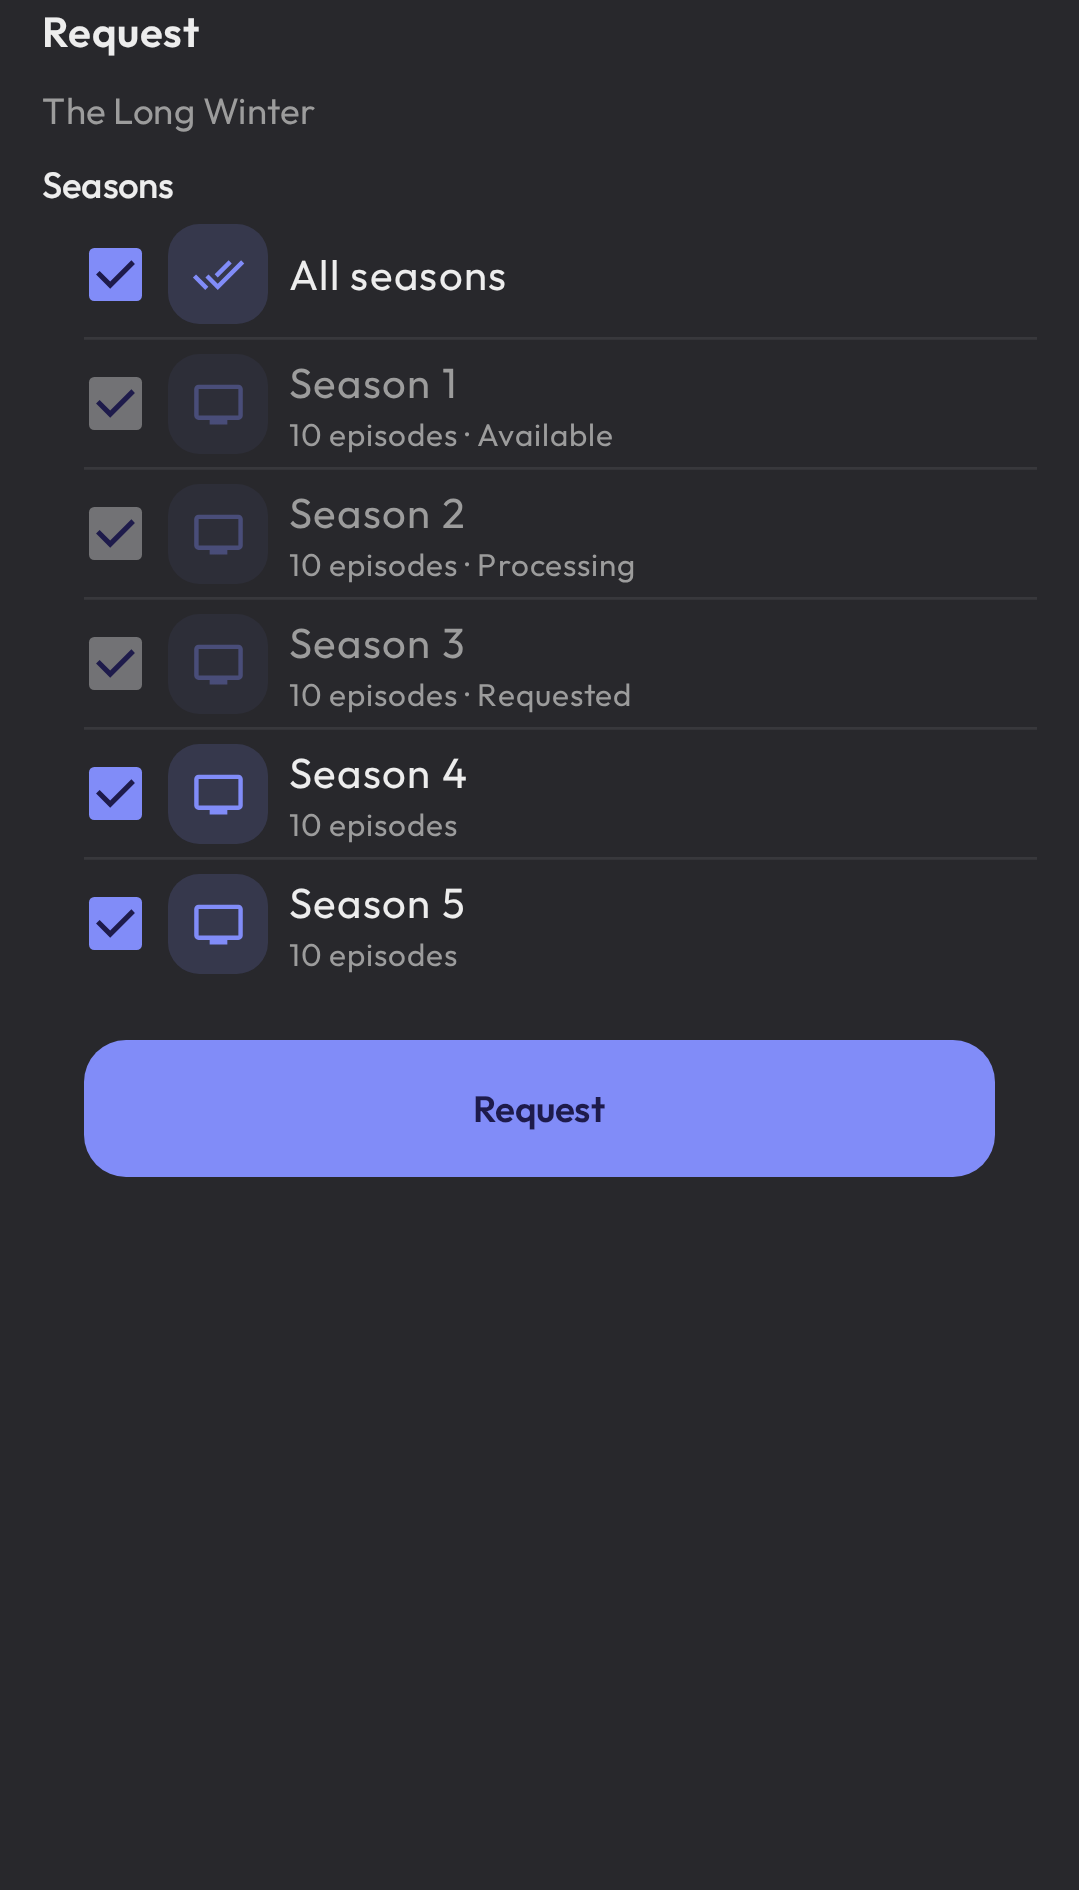 Request
The Long Winter
Seasons
All seasons
Season 1
10 episodes · Available
Season 2
10 episodes · Processing
Season 3
10 episodes · Requested
Season 4
10 episodes
Season 5
10 episodes
Request